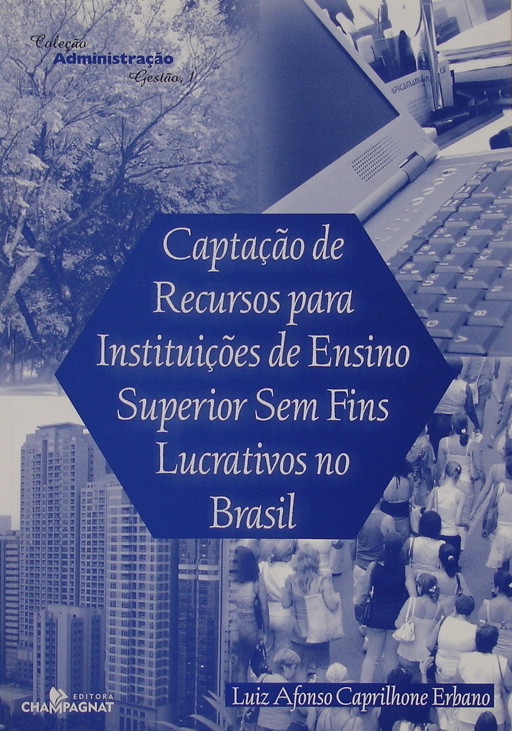 Coleção
Administração
Gestão, 1
Captação de
Recursos para
Instituições de Ensino
Superior Sem Fins
Lucrativos no
Brasil
Luiz Afonso Caprilhone Erbano
EDITORA
CHAMPAGNAT